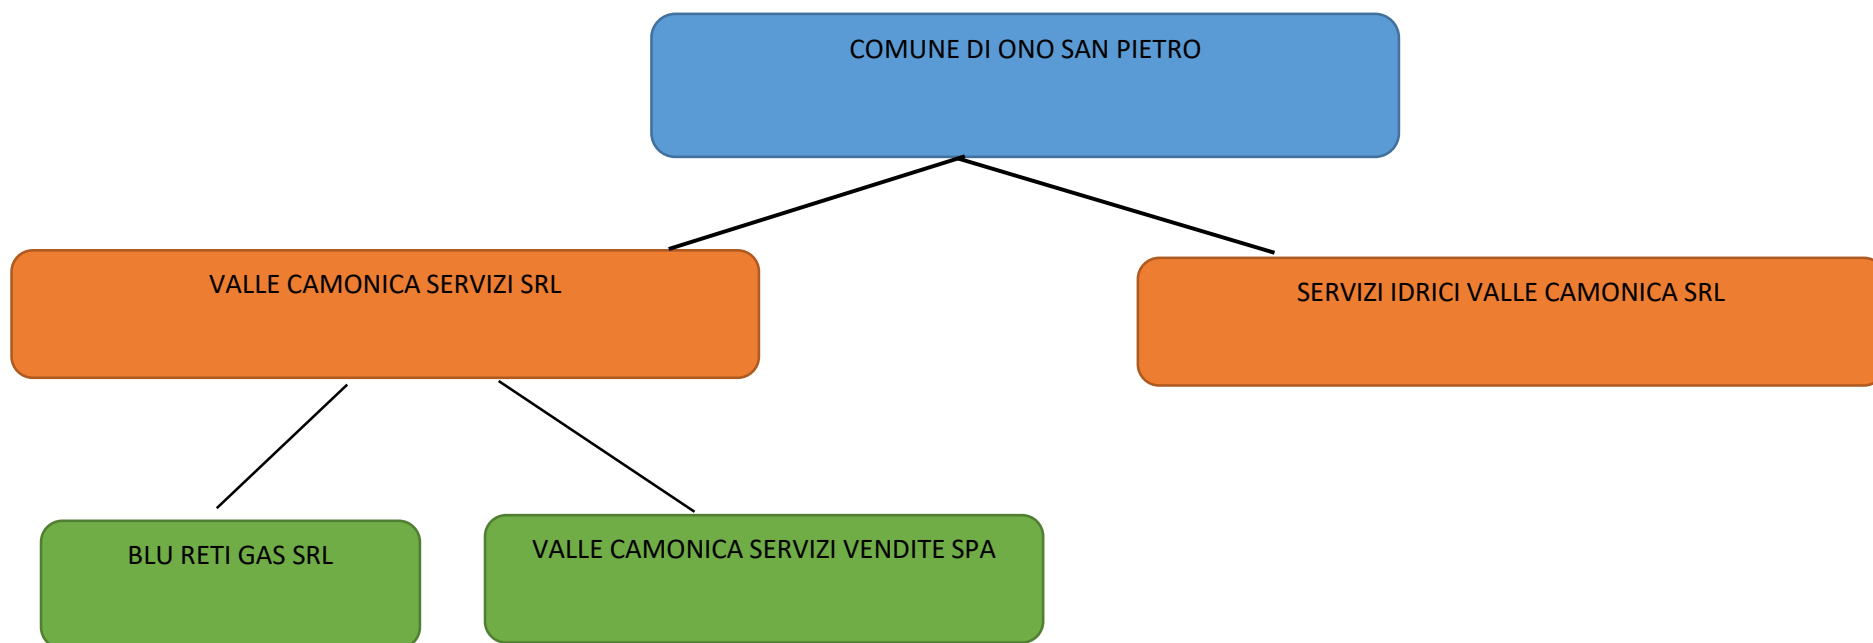 COMUNE DI ONO SAN PIETRO
VALLE CAMONICA SERVIZI SRL
SERVIZI IDRICI VALLE CAMONICA SRL
BLU RETI GAS SRL
VALLE CAMONICA SERVIZI VENDITE SPA